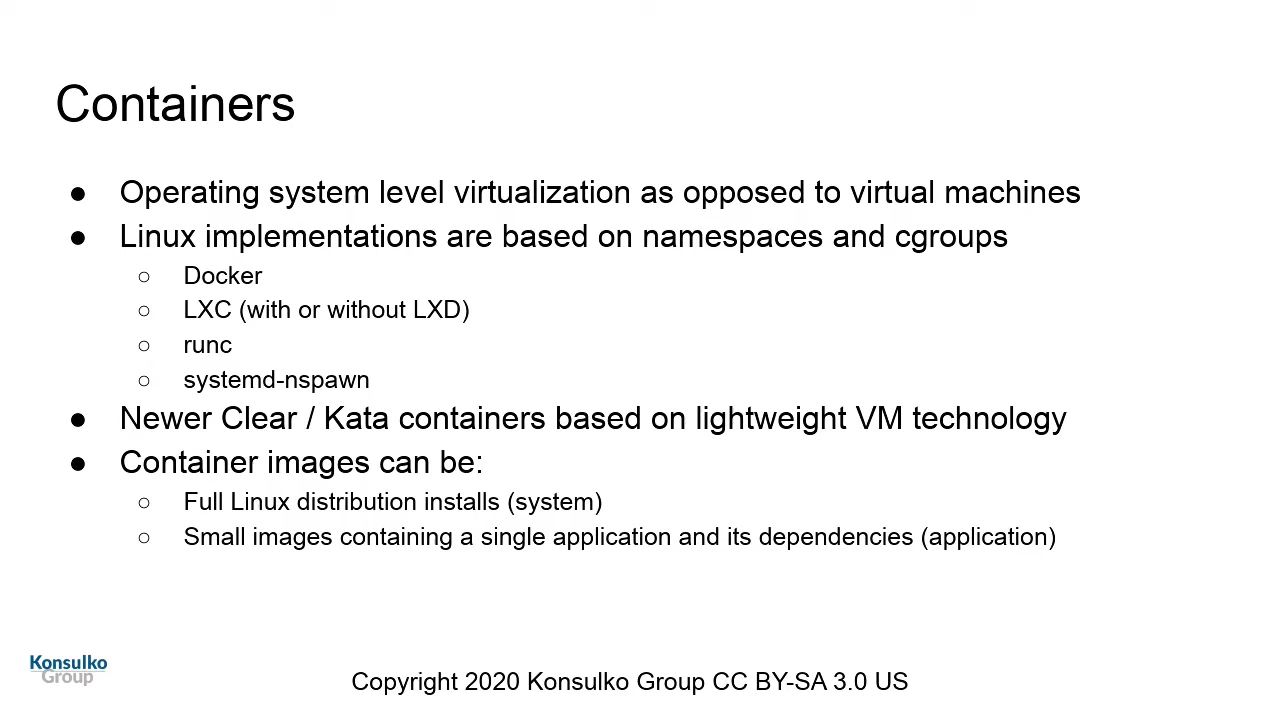 Containers
● Operating system level virtualization as opposed to virtual machines
● Linux implementations are based on namespaces and cgroups
○ Docker
○ LXC (with or without LXD)
○ runc
○ systemd-nspawn
● Newer Clear / Kata containers based on lightweight VM technology
● Container images can be:
○ Full Linux distribution installs (system)
○ Small images containing a single application and its dependencies (application)
Konsulko
Group
Copyright 2020 Konsulko Group CC BY-SA 3.0 US